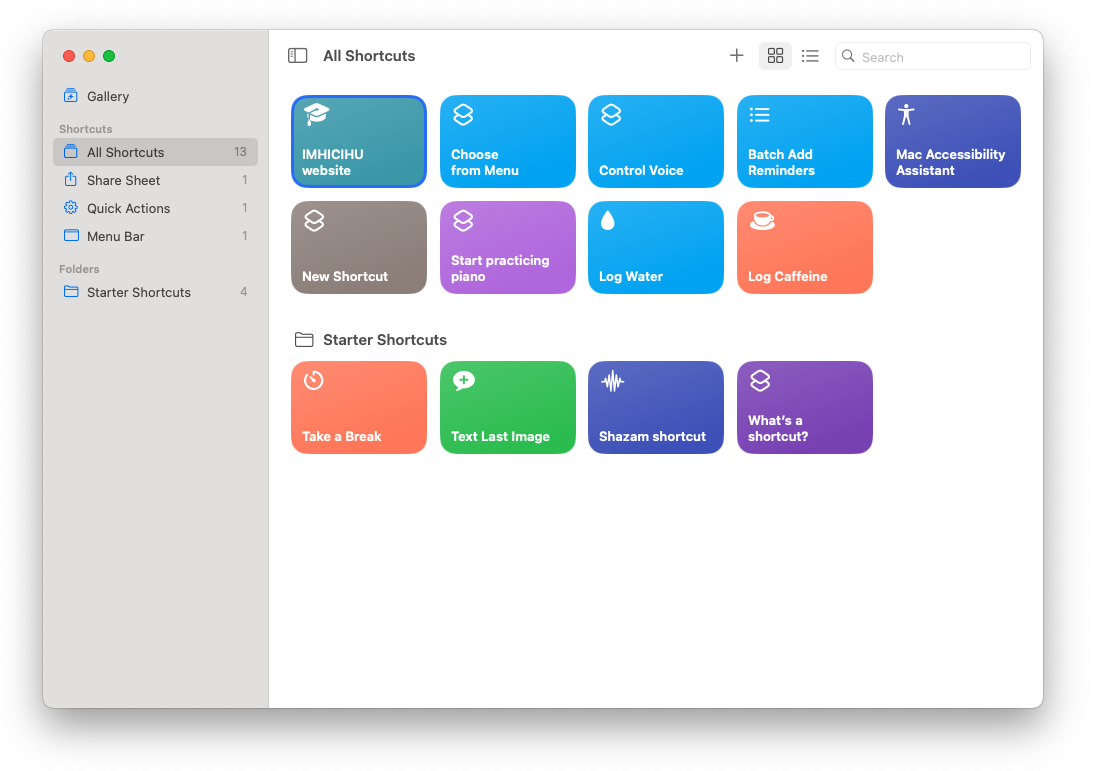 All Shortcuts
Search
Gallery
Shortcuts
All Shortcuts 13
Share Sheet 1
Quick Actions 1
Menu Bar 1
Folders
Starter Shortcuts 4
IMHICIHU
website
Choose
from Menu
Control Voice
Batch Add
Reminders
Mac Accessibility
Assistant
New Shortcut
Start practicing
piano
Log Water
Log Caffeine
Starter Shortcuts
Take a Break
Text Last Image
Shazam shortcut
What's a
shortcut?